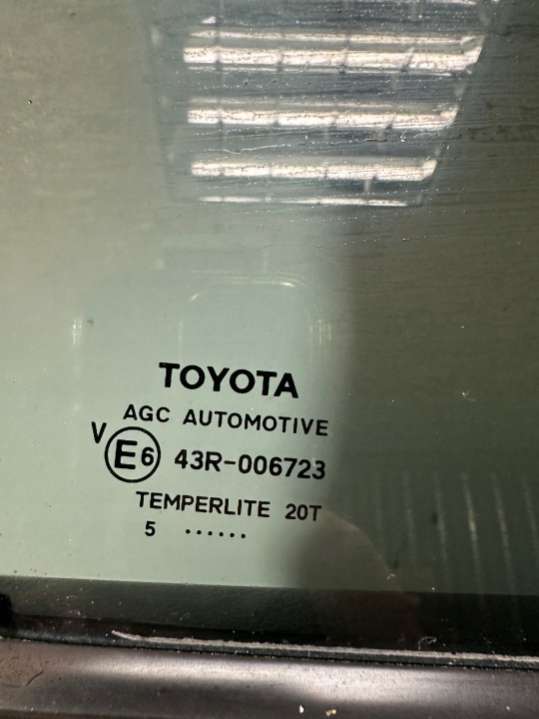 TOYOTA
AGC AUTOMOTIVE
V E6 43R-006723
TEMPERLITE 20T
5 ......